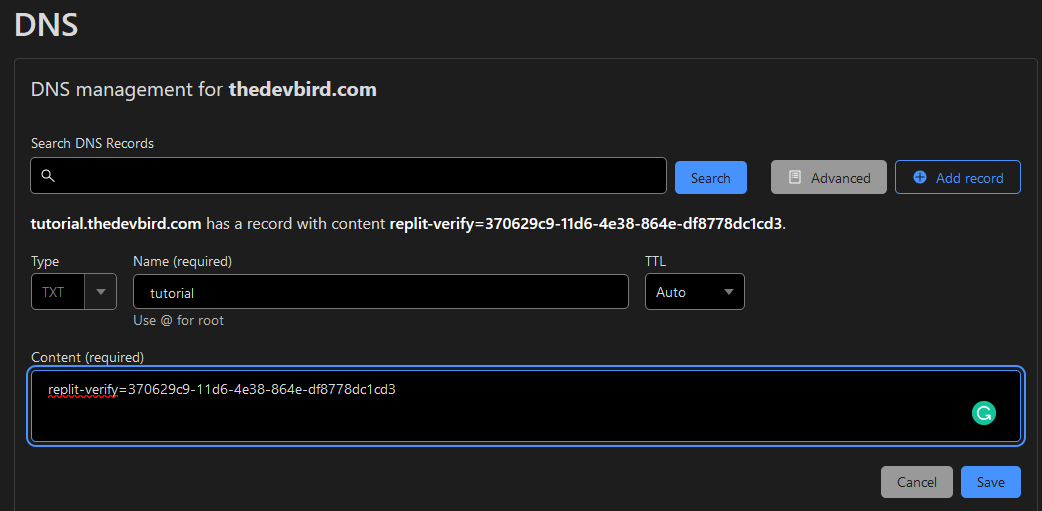 DNS
DNS management for thedevbird.com
Search DNS Records
Search
Advanced
Add record
tutorial.thedevbird.com has a record with content replit-verify=370629c9-11d6-4e38-864e-df8778dc1cd3.
Type Name (required) TTL
TXT tutorial Auto
Use @ for root
Content (required)
replit-verify=370629c9-11d6-4e38-864e-df8778dc1cd3
Cancel Save